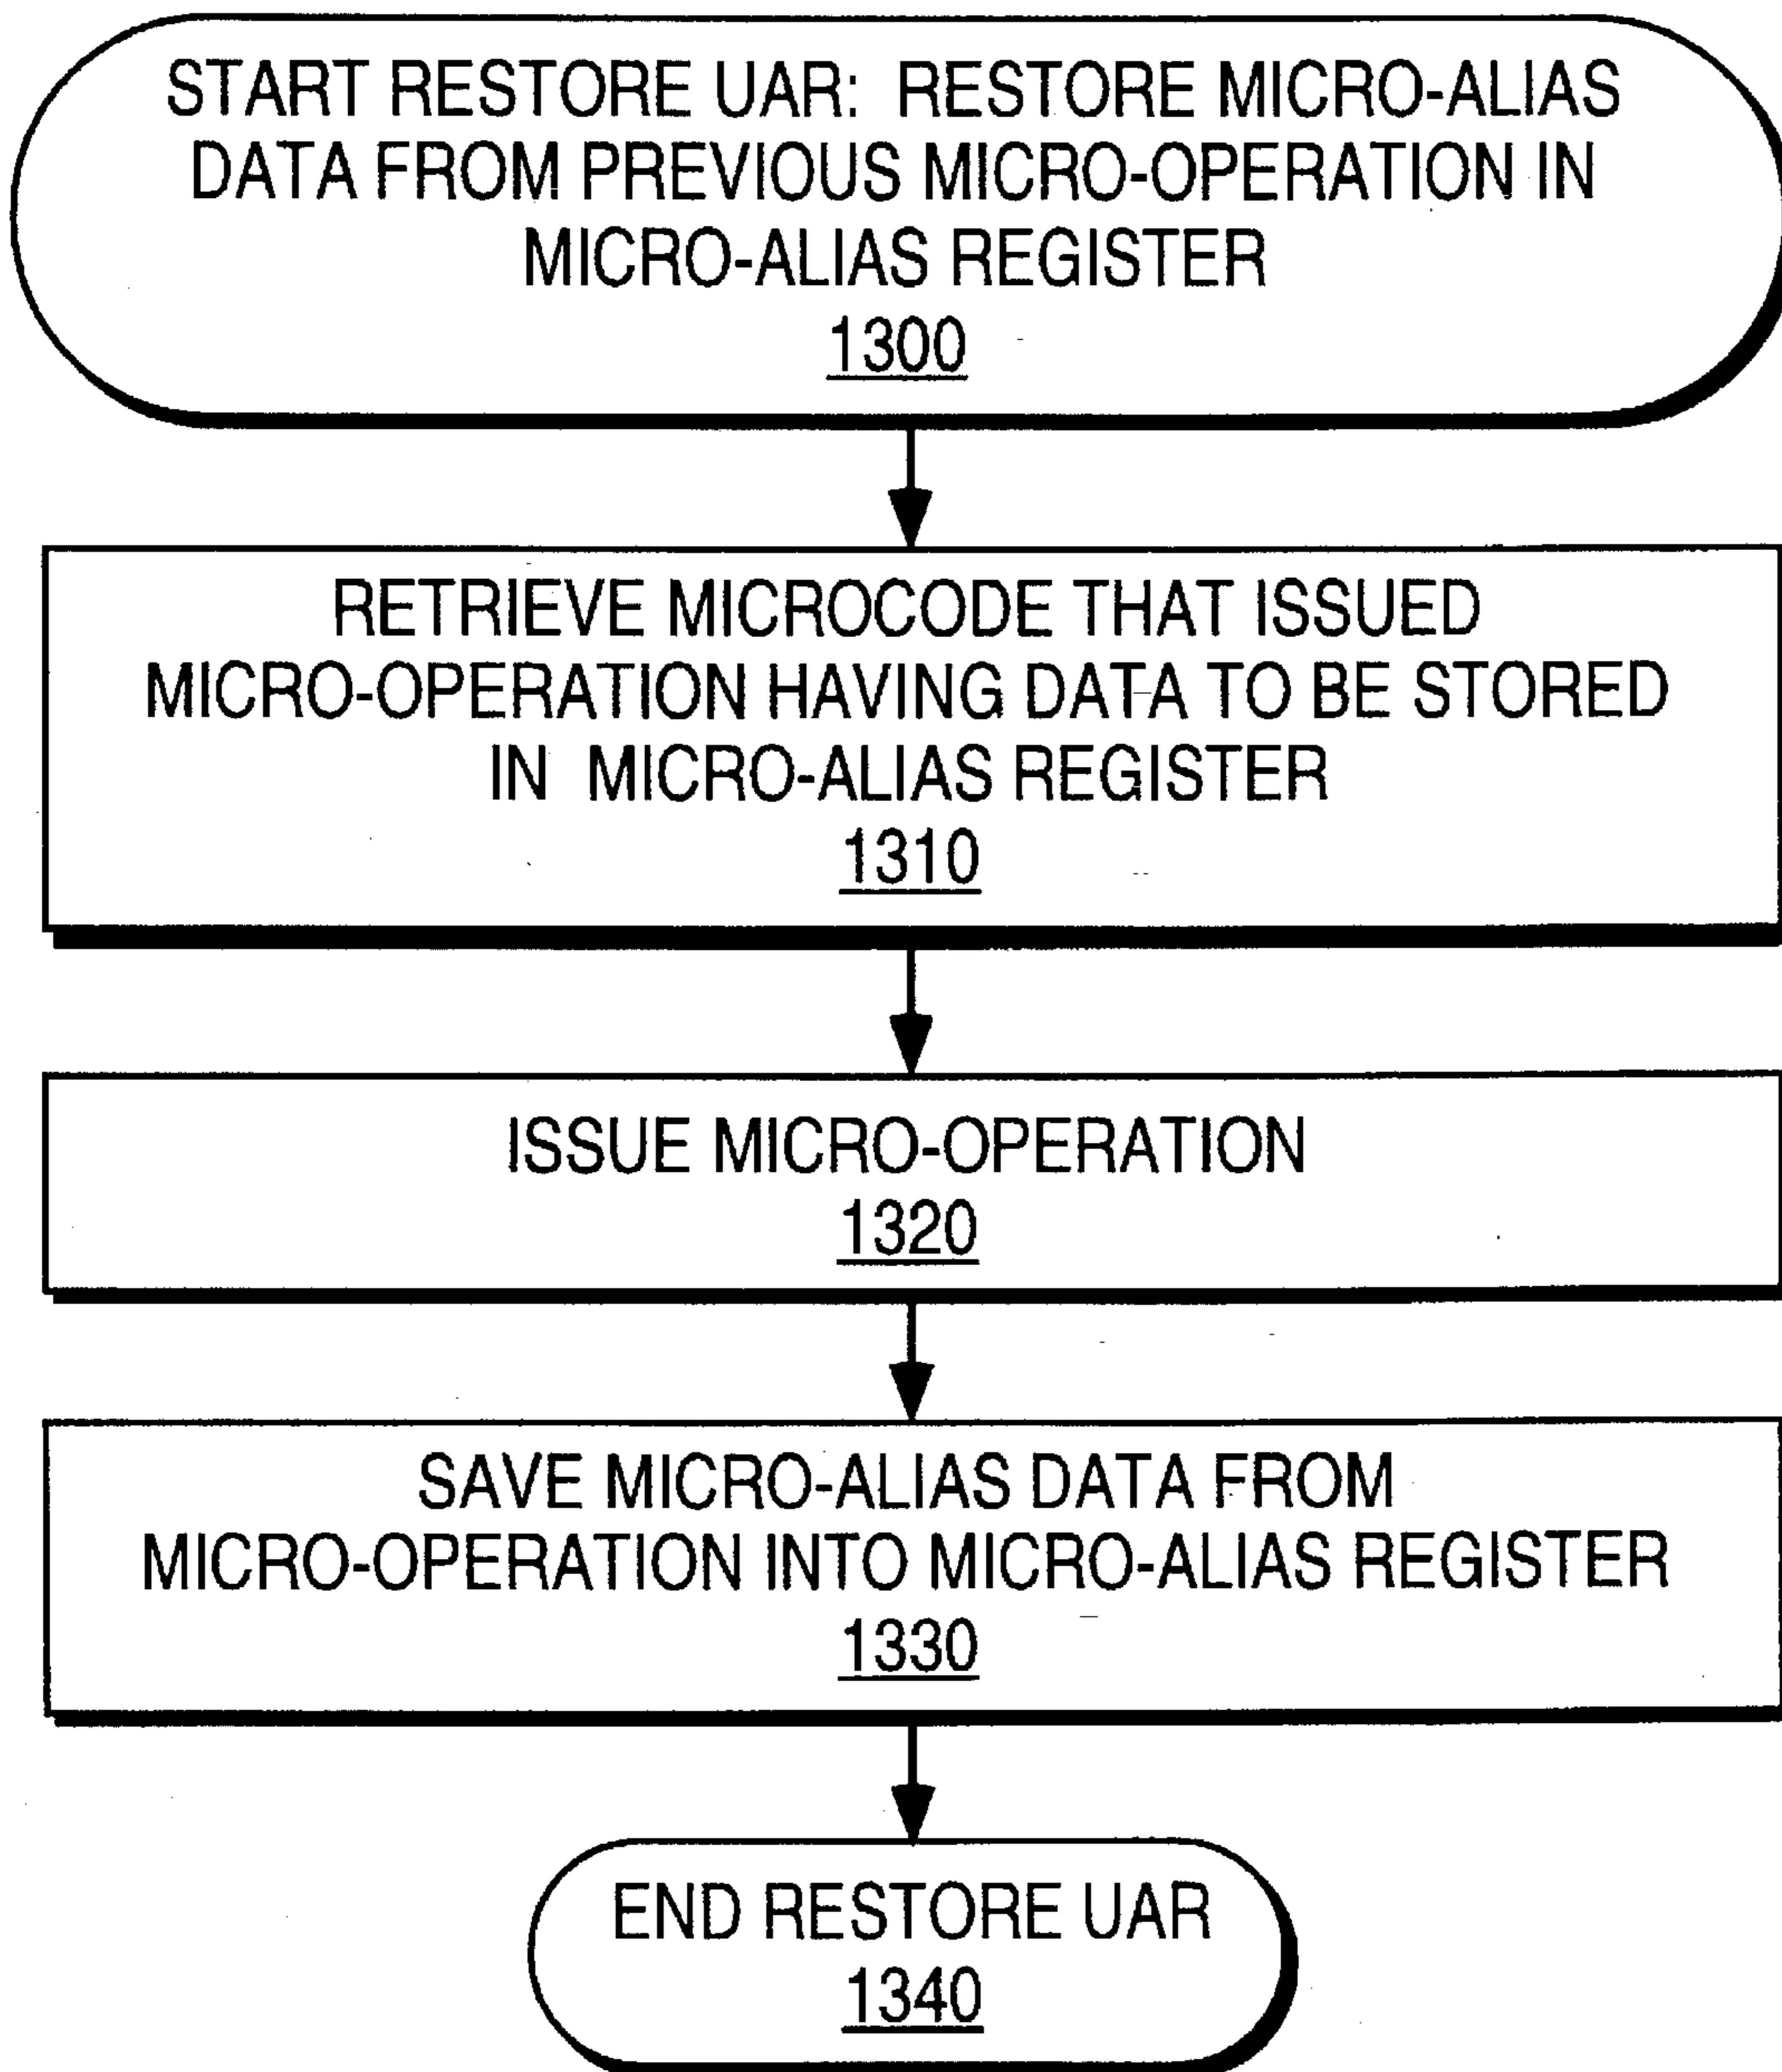 START RESTORE UAR: RESTORE MICRO-ALIAS
DATA FROM PREVIOUS MICRO-OPERATION IN
MICRO-ALIAS REGISTER
1300
RETRIEVE MICROCODE THAT ISSUED
MICRO-OPERATION HAVING DATA TO BE STORED
IN MICRO-ALIAS REGISTER
1310
ISSUE MICRO-OPERATION
1320
SAVE MICRO-ALIAS DATA FROM
MICRO-OPERATION INTO MICRO-ALIAS REGISTER
1330
END RESTORE UAR
1340